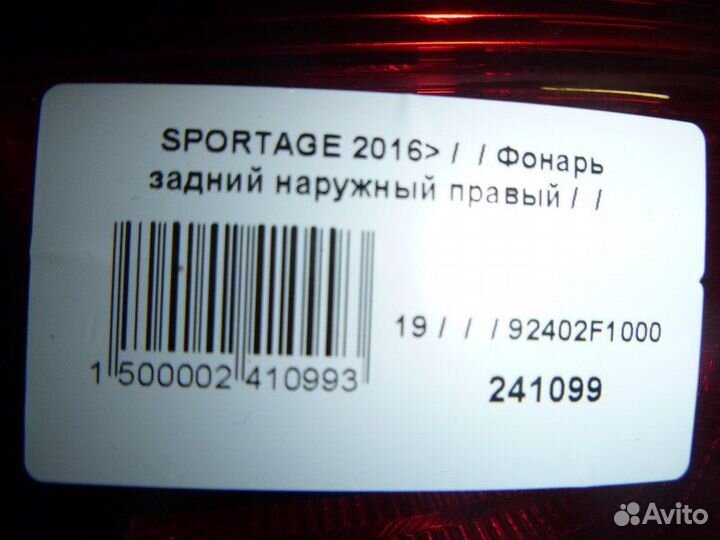 SPORTAGE 2016> / / Фонарь
задний наружный правый / /
19 / / / 92402F1000
1 500002 410993
241099
Avito